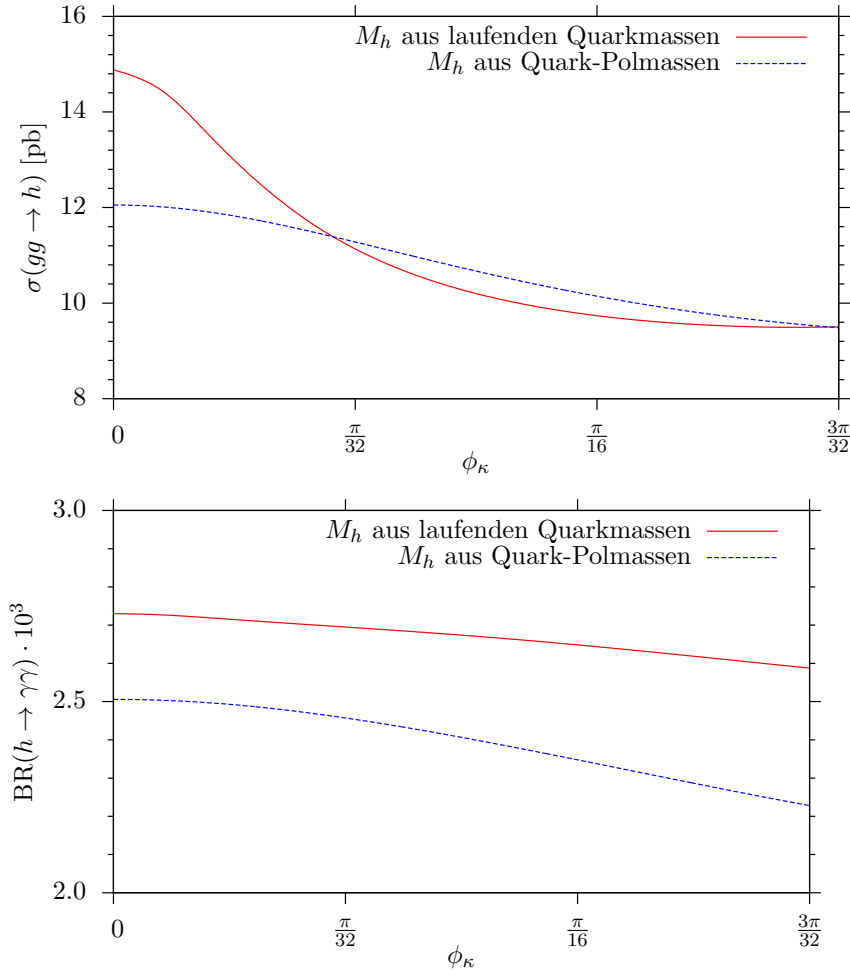 16
14
12
10
8
σ(gg → h) [pb]
M_h aus laufenden Quarkmassen
M_h aus Quark-Polmassen
0 π/32 π/16 3π/32
ϕ_κ
3.0
2.5
2.0
BR(h → γγ) · 10³
M_h aus laufenden Quarkmassen
M_h aus Quark-Polmassen
0 π/32 π/16 3π/32
ϕ_κ